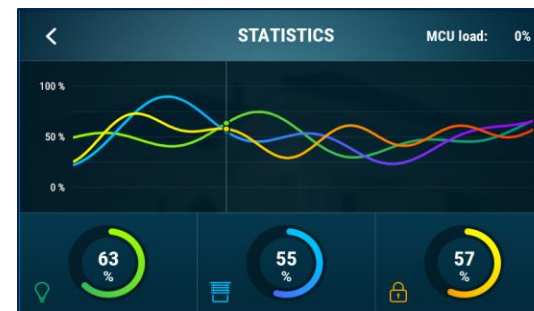 STATISTICS MCU load: 0%
100 %
50 %
0 %
63 55 57
% % %